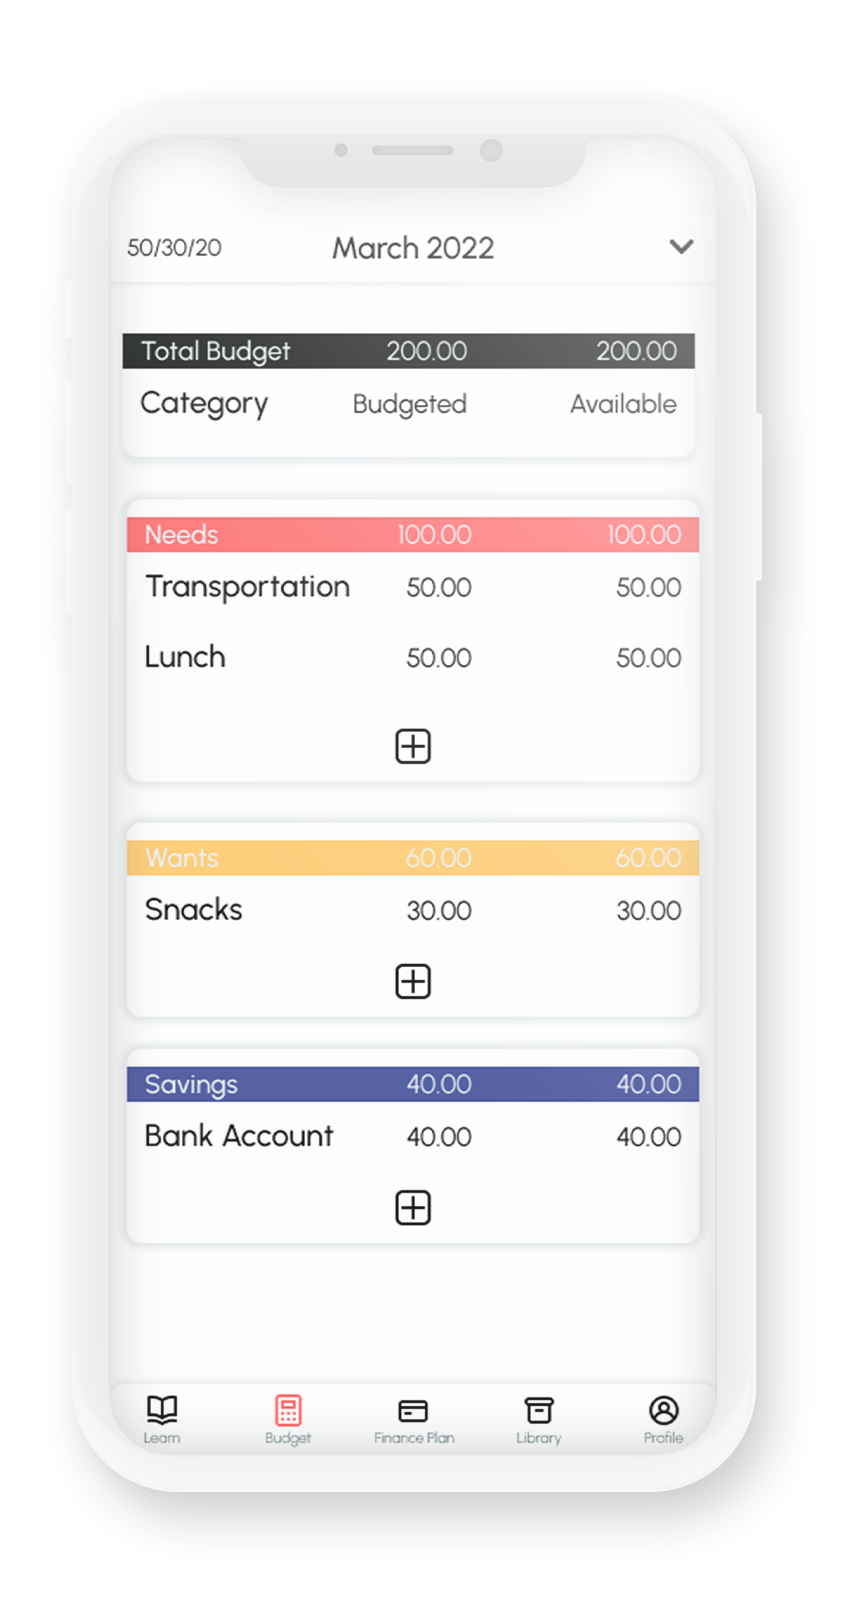 50/30/20 March 2022
Total Budget 200.00 200.00
Category Budgeted Available
Needs 100.00 100.00
Transportation 50.00 50.00
Lunch 50.00 50.00
Wants 60.00 60.00
Snacks 30.00 30.00
Savings 40.00 40.00
Bank Account 40.00 40.00
Learn Budget Finance Plan Library Profile